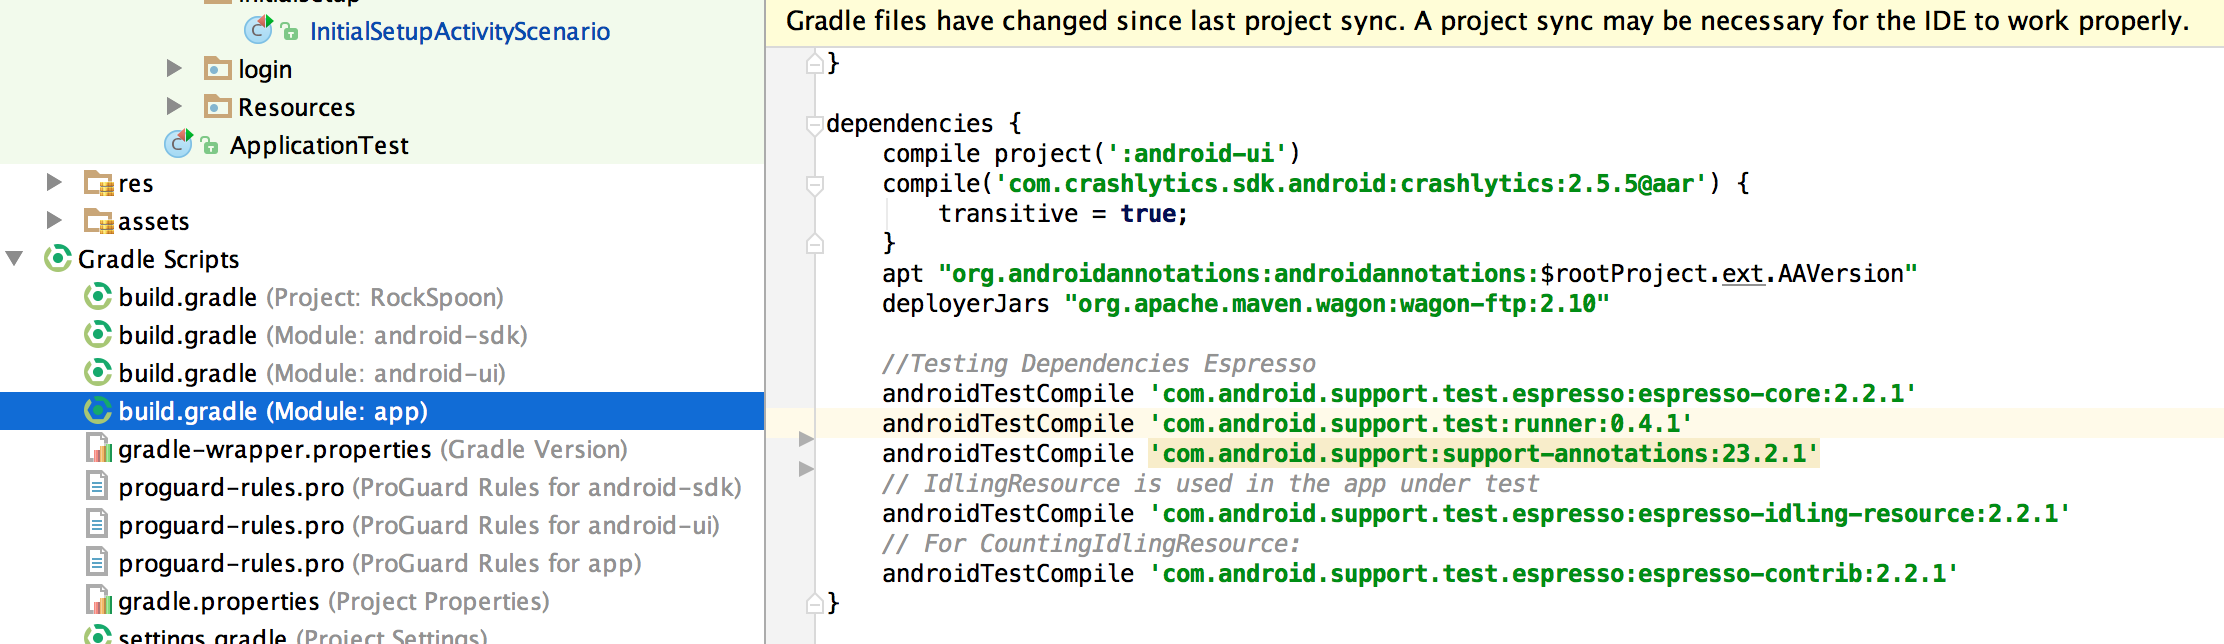 initialsetup
InitialSetupActivityScenario
login
Resources
ApplicationTest
res
assets
Gradle Scripts
build.gradle (Project: RockSpoon)
build.gradle (Module: android-sdk)
build.gradle (Module: android-ui)
build.gradle (Module: app)
gradle-wrapper.properties (Gradle Version)
proguard-rules.pro (ProGuard Rules for android-sdk)
proguard-rules.pro (ProGuard Rules for android-ui)
proguard-rules.pro (ProGuard Rules for app)
gradle.properties (Project Properties)
settings.gradle (Project Settings)
Gradle files have changed since last project sync. A project sync may be necessary for the IDE to work properly.
}
dependencies {
compile project(':android-ui')
compile('com.crashlytics.sdk.android:crashlytics:2.5.5@aar') {
transitive = true;
}
apt "org.androidannotations:androidannotations:$rootProject.ext.AAVersion"
deployerJars "org.apache.maven.wagon:wagon-ftp:2.10"
//Testing Dependencies Espresso
androidTestCompile 'com.android.support.test.espresso:espresso-core:2.2.1'
androidTestCompile 'com.android.support.test:runner:0.4.1'
androidTestCompile 'com.android.support:support-annotations:23.2.1'
// IdlingResource is used in the app under test
androidTestCompile 'com.android.support.test.espresso:espresso-idling-resource:2.2.1'
// For CountingIdlingResource:
androidTestCompile 'com.android.support.test.espresso:espresso-contrib:2.2.1'
}